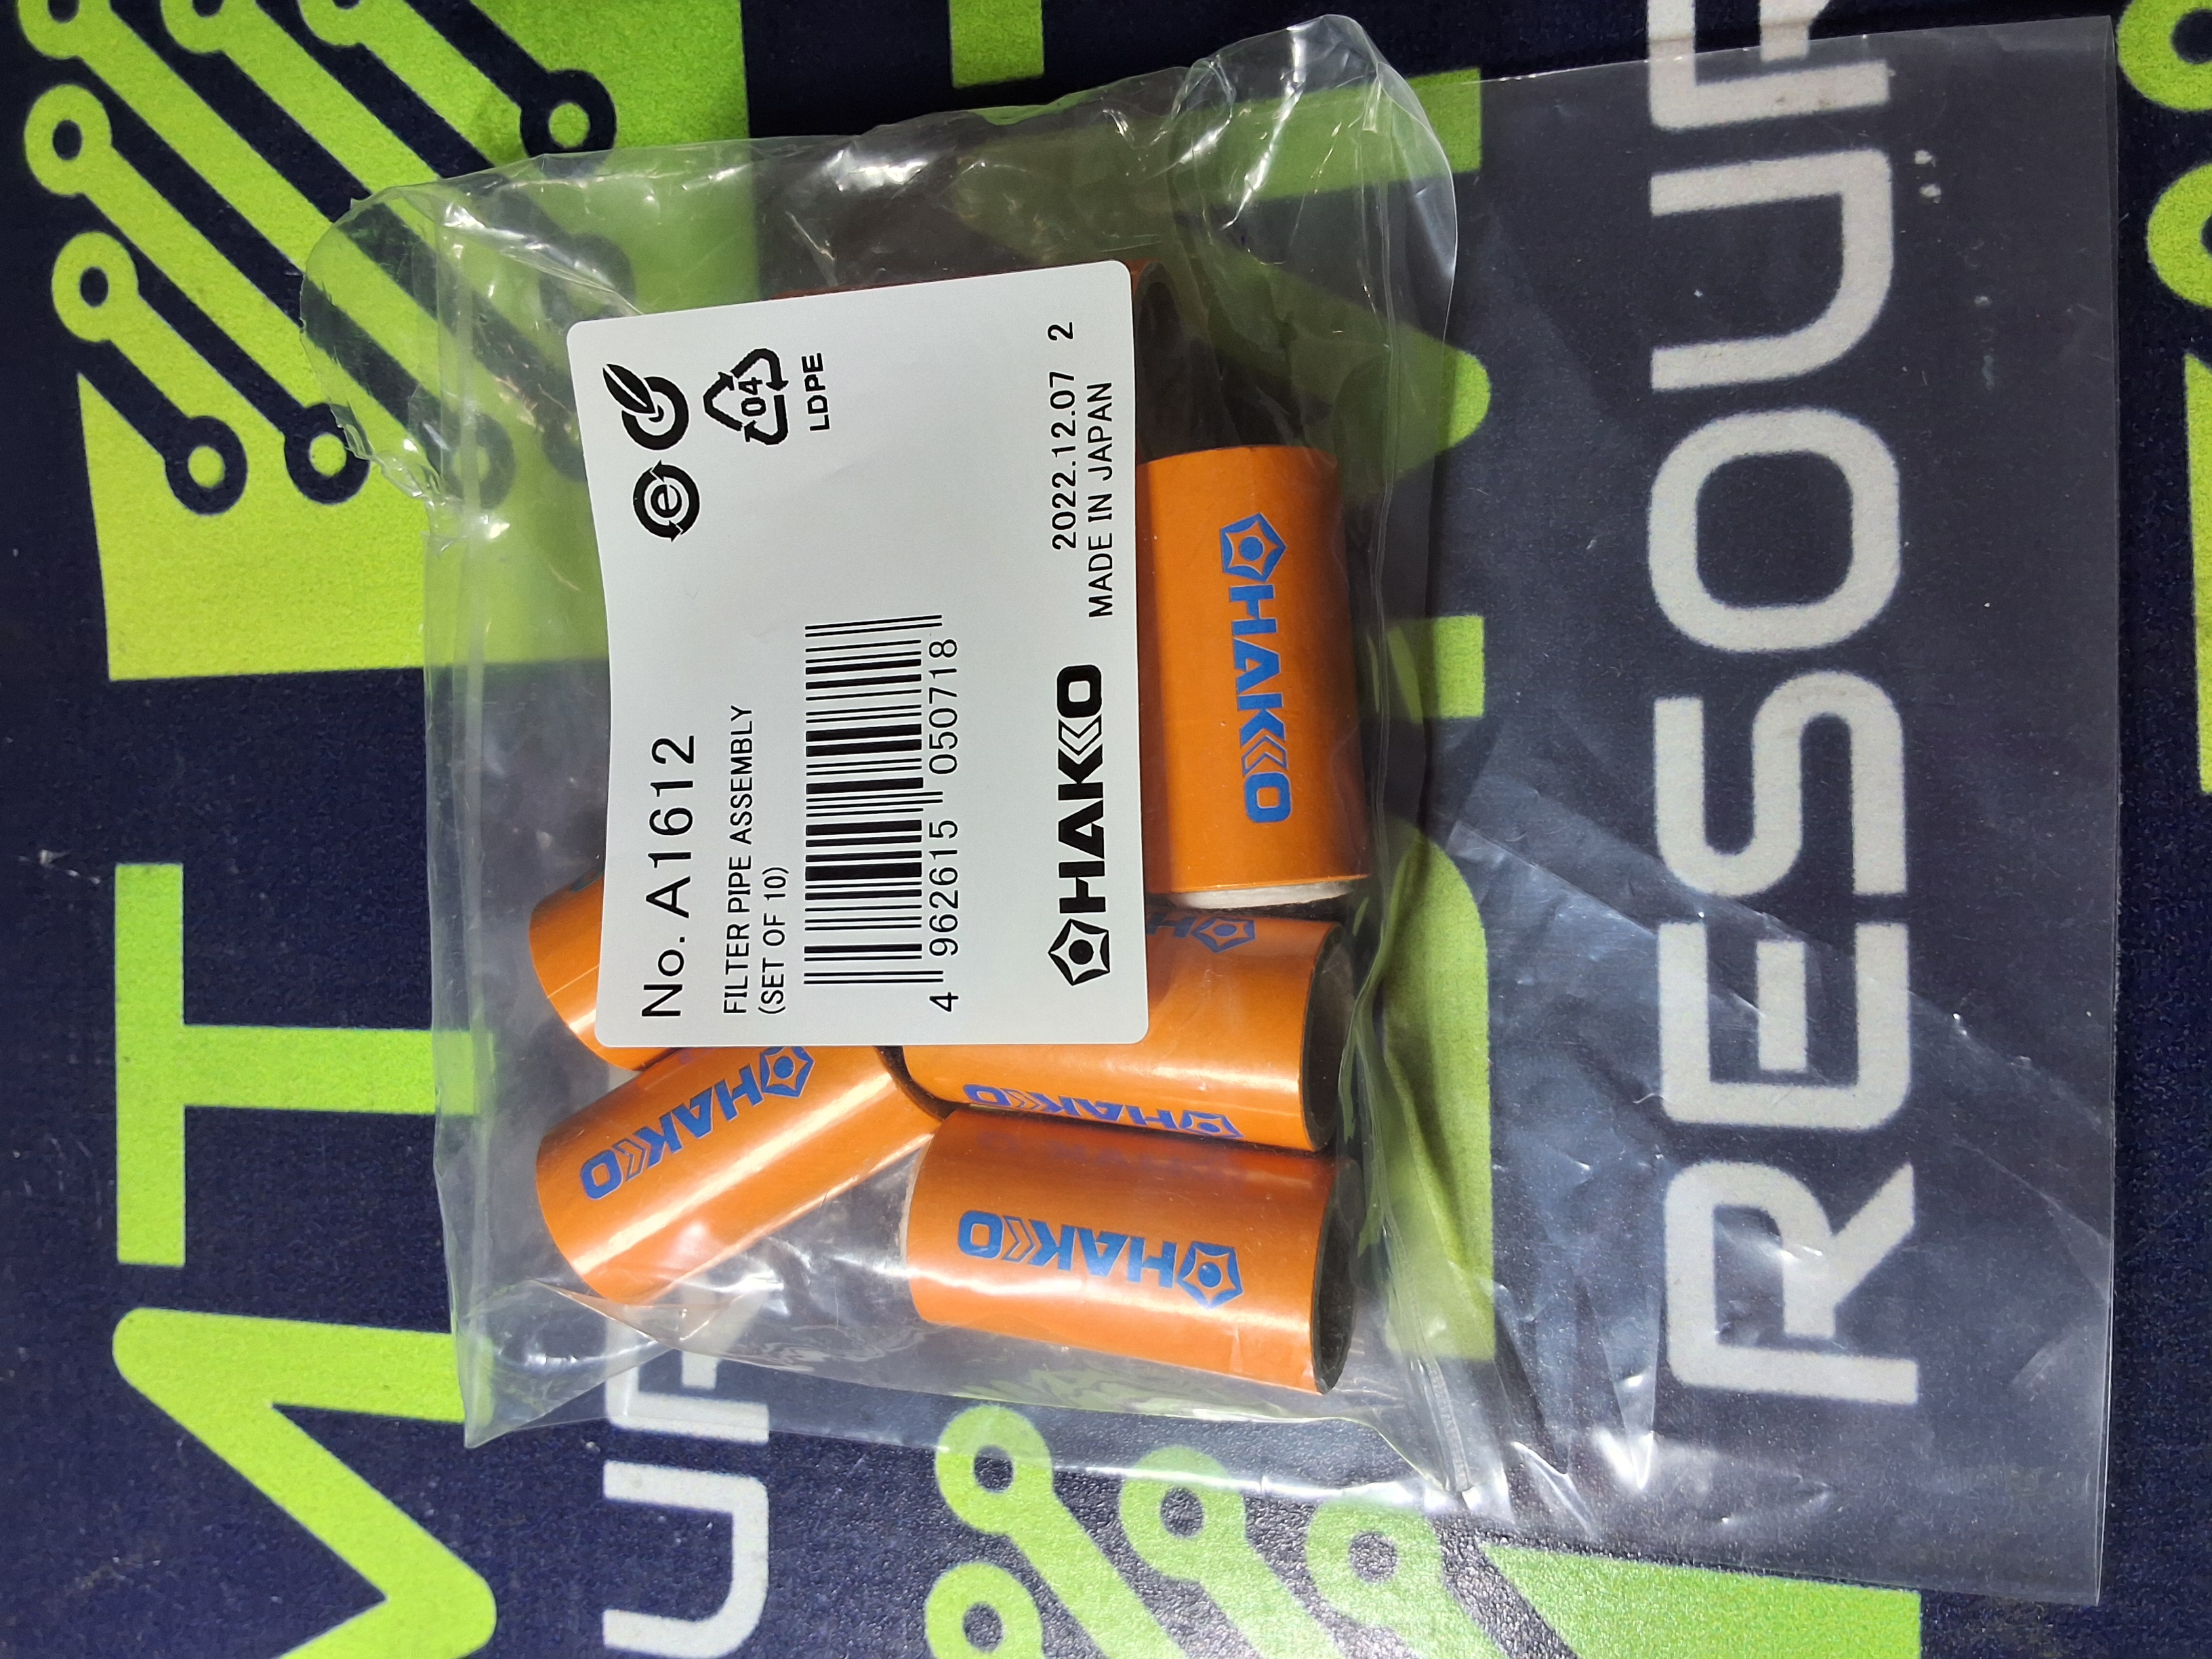 No. A1612
FILTER PIPE ASSEMBLY
(SET OF 10)
4 962615 050718
e
04
LDPE
HAKKO
2022.12.07 2
MADE IN JAPAN
HAKKO
HAKKO
HAKKO
HAKKO
RESOUR